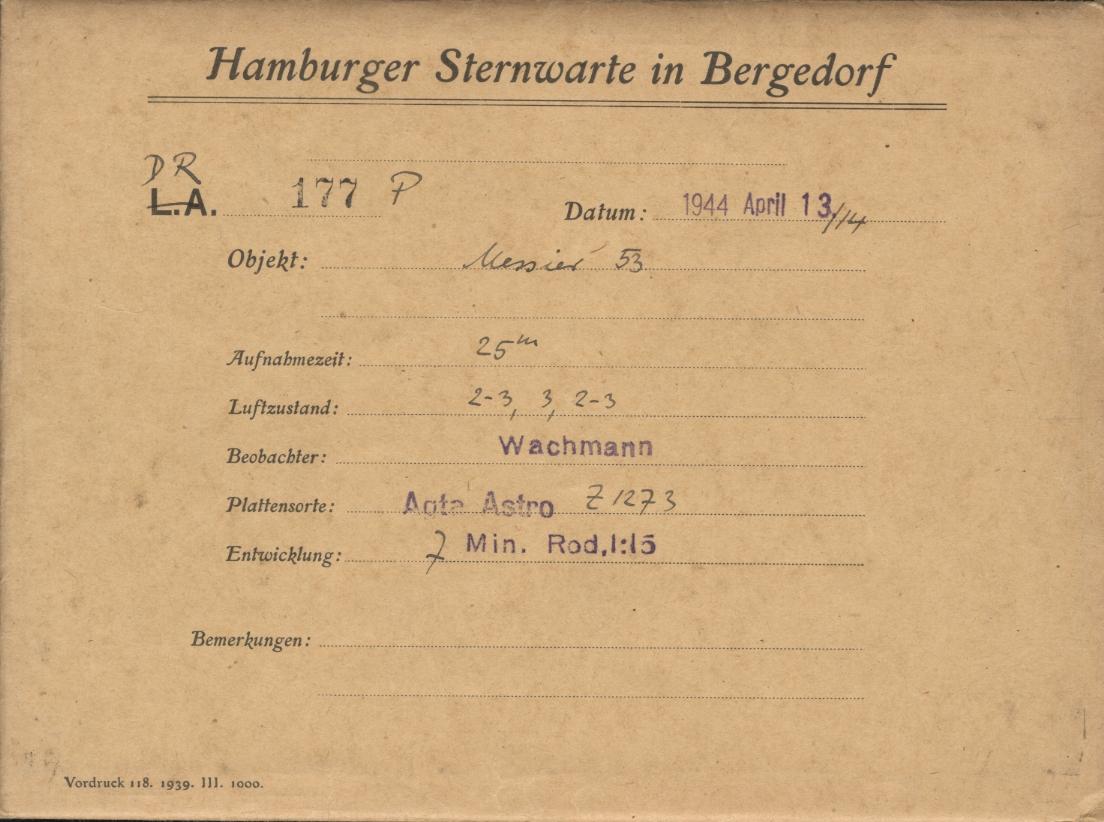 Hamburger Sternwarte in Bergedorf
DR
L.A. 177 P Datum: 1944 April 13/14
Objekt: Messier 53
Aufnahmezeit: 25m
Luftzustand: 2-3, 3, 2-3
Beobachter: Wachmann
Plattensorte: Agfa Astro Z 1273
Entwicklung: 7 Min. Rod, 1:15
Bemerkungen:
Vordruck 118. 1939. III. 1000.